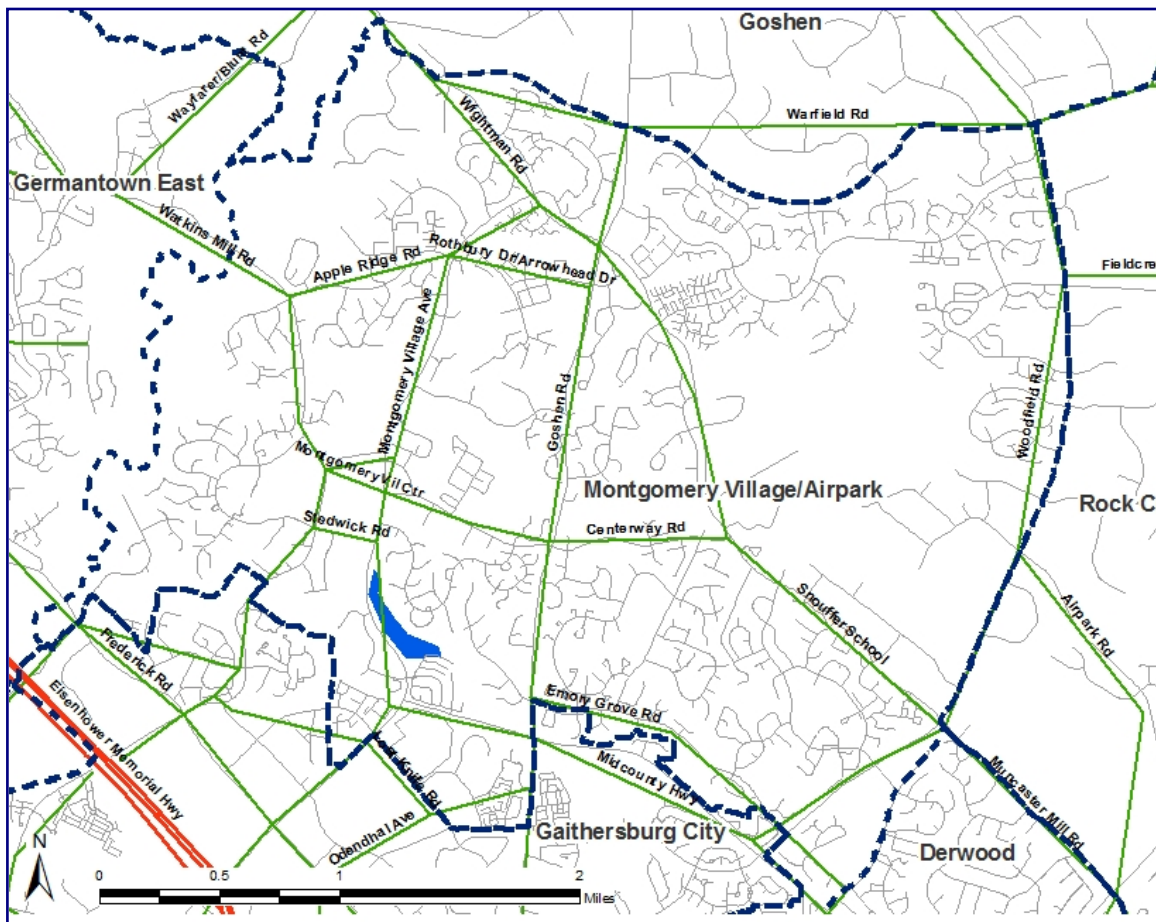 Goshen
Wayfarer/Blunt Rd
Wightman Rd
Warfield Rd
Germantown East
Watkins Mill Rd
Apple Ridge Rd
Rothbury Dr/Arrowhead Dr
Fieldcre
Montgomery Village Ave
Goshen Rd
Woodfield Rd
Montgomery Vil Ctr
Montgomery Village/Airpark
Rock C
Stedwick Rd
Centerway Rd
Snouffer School
Airpark Rd
Frederick Rd
Eisenhower Memorial Hwy
Emory Grove Rd
Lost Knife Rd
Midcounty Hwy
Muncaster Mill Rd
Odendhal Ave
Gaithersburg City
Derwood
N
0 0.5 1 2
Miles